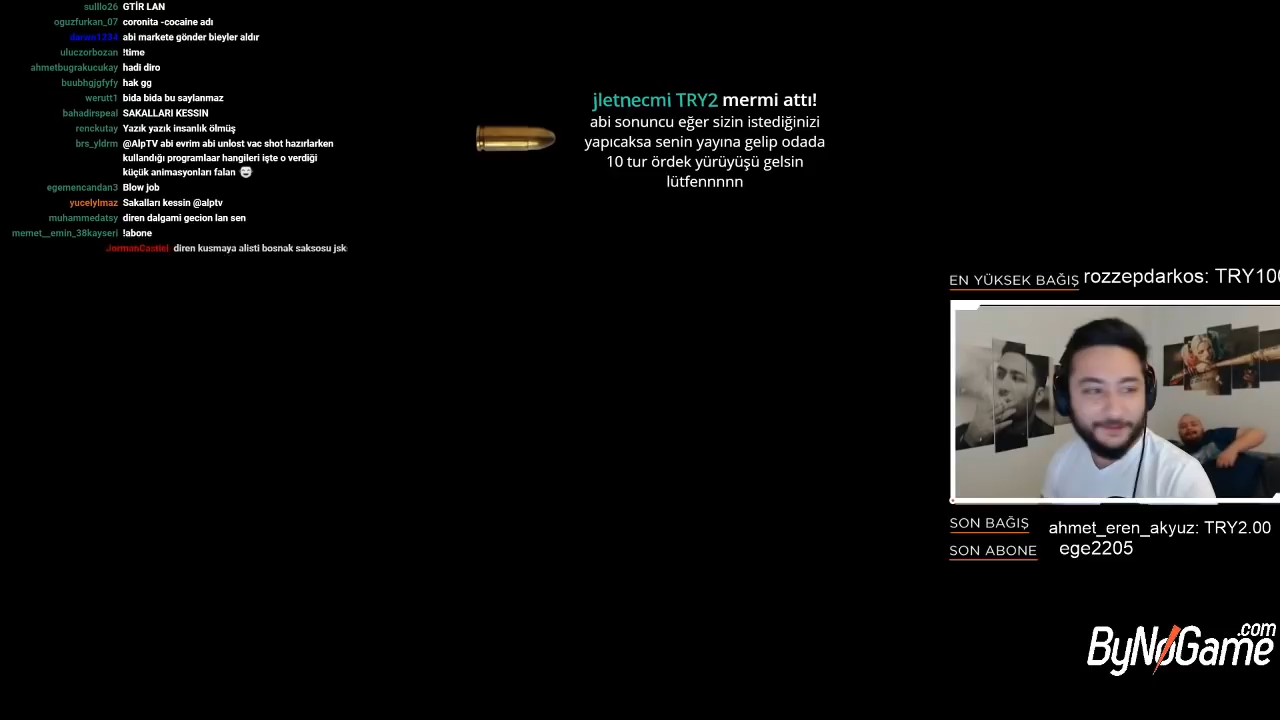 sulllo26 GTİR LAN
oguzfurkan_07 coronita -cocaine adı
darwn1234 abi markete gönder bieyler aldır
uluczorbozan !time
ahmetbugrakucukay hadi diro
buubhgjgfyfy hak gg
werutt1 bida bida bu saylanmaz
bahadirspeal SAKALLARI KESSIN
renckutay Yazık yazık insanlık ölmüş
brs_yldrm @AlpTV abi evrim abi unlost vac shot hazırlarken
kullandığı programlaar hangileri işte o verdiği
küçük animasyonları falan
egemencandan3 Blow job
yucelylmaz Sakalları kessin @alptv
muhammedatsy diren dalgami gecion lan sen
memet__emin_38kayseri !abone
JormanCastiel diren kusmaya alisti bosnak saksosu jsk
jletnecmi TRY2 mermi attı!
abi sonuncu eğer sizin istediğinizi
yapıcaksa senin yayına gelip odada
10 tur ördek yürüyüşü gelsin
lütfennnnn
EN YÜKSEK BAĞIŞ rozzepdarkos: TRY100
SON BAĞIŞ ahmet_eren_akyuz: TRY2.00
SON ABONE ege2205
ByNoGame.com